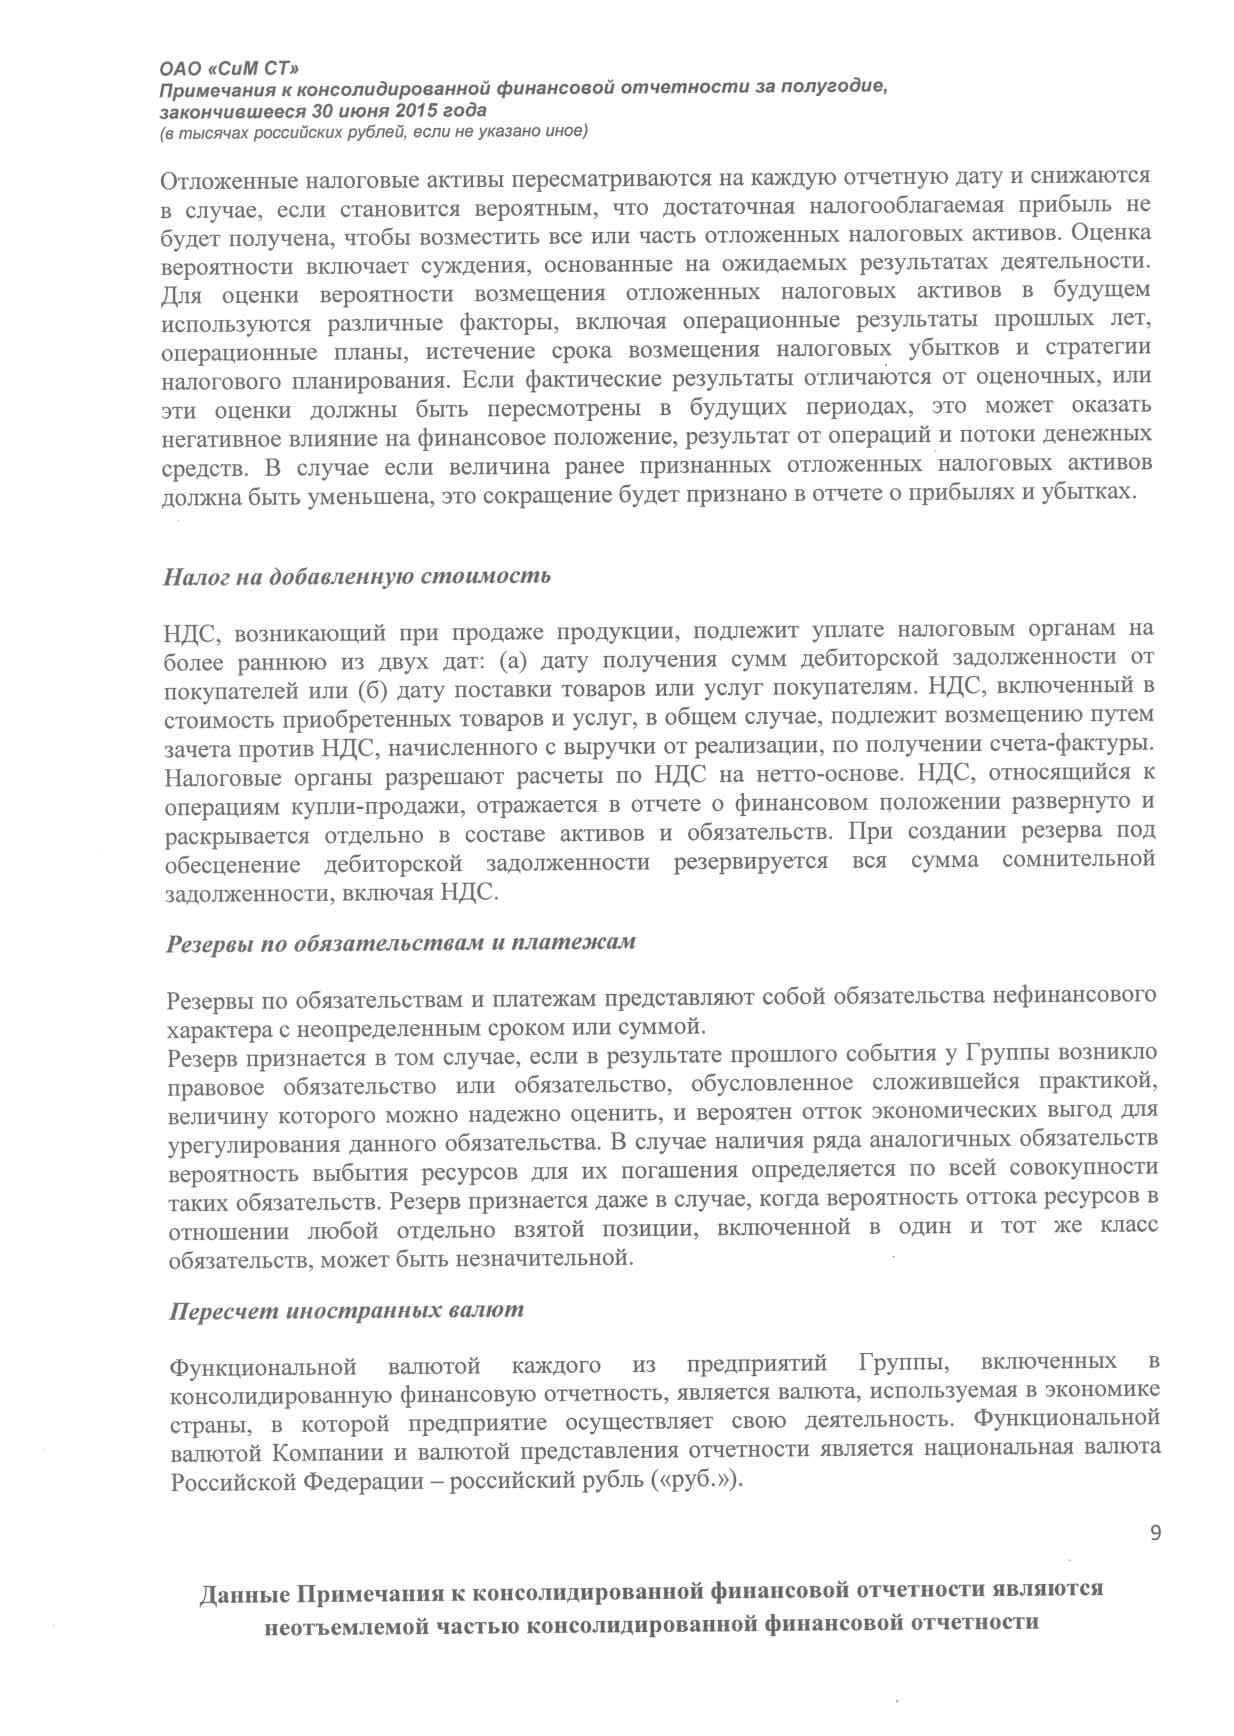 ОАО «СиМ СТ»
Примечания к консолидированной финансовой отчетности за полугодие,
закончившееся 30 июня 2015 года
(в тысячах российских рублей, если не указано иное)
Отложенные налоговые активы пересматриваются на каждую отчетную дату и снижаются
в случае, если становится вероятным, что достаточная налогооблагаемая прибыль не
будет получена, чтобы возместить все или часть отложенных налоговых активов. Оценка
вероятности включает суждения, основанные на ожидаемых результатах деятельности.
Для оценки вероятности возмещения отложенных налоговых активов в будущем
используются различные факторы, включая операционные результаты прошлых лет,
операционные планы, истечение срока возмещения налоговых убытков и стратегии
налогового планирования. Если фактические результаты отличаются от оценочных, или
эти оценки должны быть пересмотрены в будущих периодах, это может оказать
негативное влияние на финансовое положение, результат от операций и потоки денежных
средств. В случае если величина ранее признанных отложенных налоговых активов
должна быть уменьшена, это сокращение будет признано в отчете о прибылях и убытках.
Налог на добавленную стоимость
НДС, возникающий при продаже продукции, подлежит уплате налоговым органам на
более раннюю из двух дат: (а) дату получения сумм дебиторской задолженности от
покупателей или (б) дату поставки товаров или услуг покупателям. НДС, включенный в
стоимость приобретенных товаров и услуг, в общем случае, подлежит возмещению путем
зачета против НДС, начисленного с выручки от реализации, по получении счета-фактуры.
Налоговые органы разрешают расчеты по НДС на нетто-основе. НДС, относящийся к
операциям купли-продажи, отражается в отчете о финансовом положении развернуто и
раскрывается отдельно в составе активов и обязательств. При создании резерва под
обесценение дебиторской задолженности резервируется вся сумма сомнительной
задолженности, включая НДС.
Резервы по обязательствам и платежам
Резервы по обязательствам и платежам представляют собой обязательства нефинансового
характера с неопределенным сроком или суммой.
Резерв признается в том случае, если в результате прошлого события у Группы возникло
правовое обязательство или обязательство, обусловленное сложившейся практикой,
величину которого можно надежно оценить, и вероятен отток экономических выгод для
урегулирования данного обязательства. В случае наличия ряда аналогичных обязательств
вероятность выбытия ресурсов для их погашения определяется по всей совокупности
таких обязательств. Резерв признается даже в случае, когда вероятность оттока ресурсов в
отношении любой отдельно взятой позиции, включенной в один и тот же класс
обязательств, может быть незначительной.
Пересчет иностранных валют
Функциональной валютой каждого из предприятий Группы, включенных в
консолидированную финансовую отчетность, является валюта, используемая в экономике
страны, в которой предприятие осуществляет свою деятельность. Функциональной
валютой Компании и валютой представления отчетности является национальная валюта
Российской Федерации – российский рубль («руб.»).
9
Данные Примечания к консолидированной финансовой отчетности являются
неотъемлемой частью консолидированной финансовой отчетности